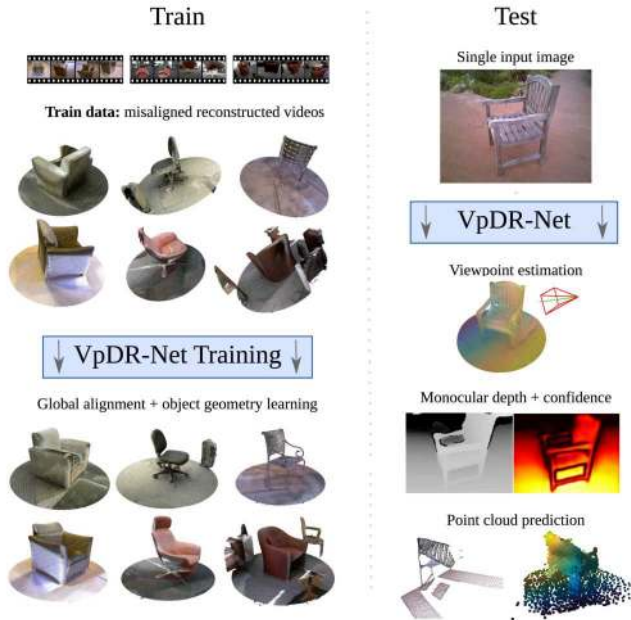 Train
Train data: misaligned reconstructed videos
VpDR-Net Training
Global alignment + object geometry learning
Test
Single input image
VpDR-Net
Viewpoint estimation
Monocular depth + confidence
Point cloud prediction